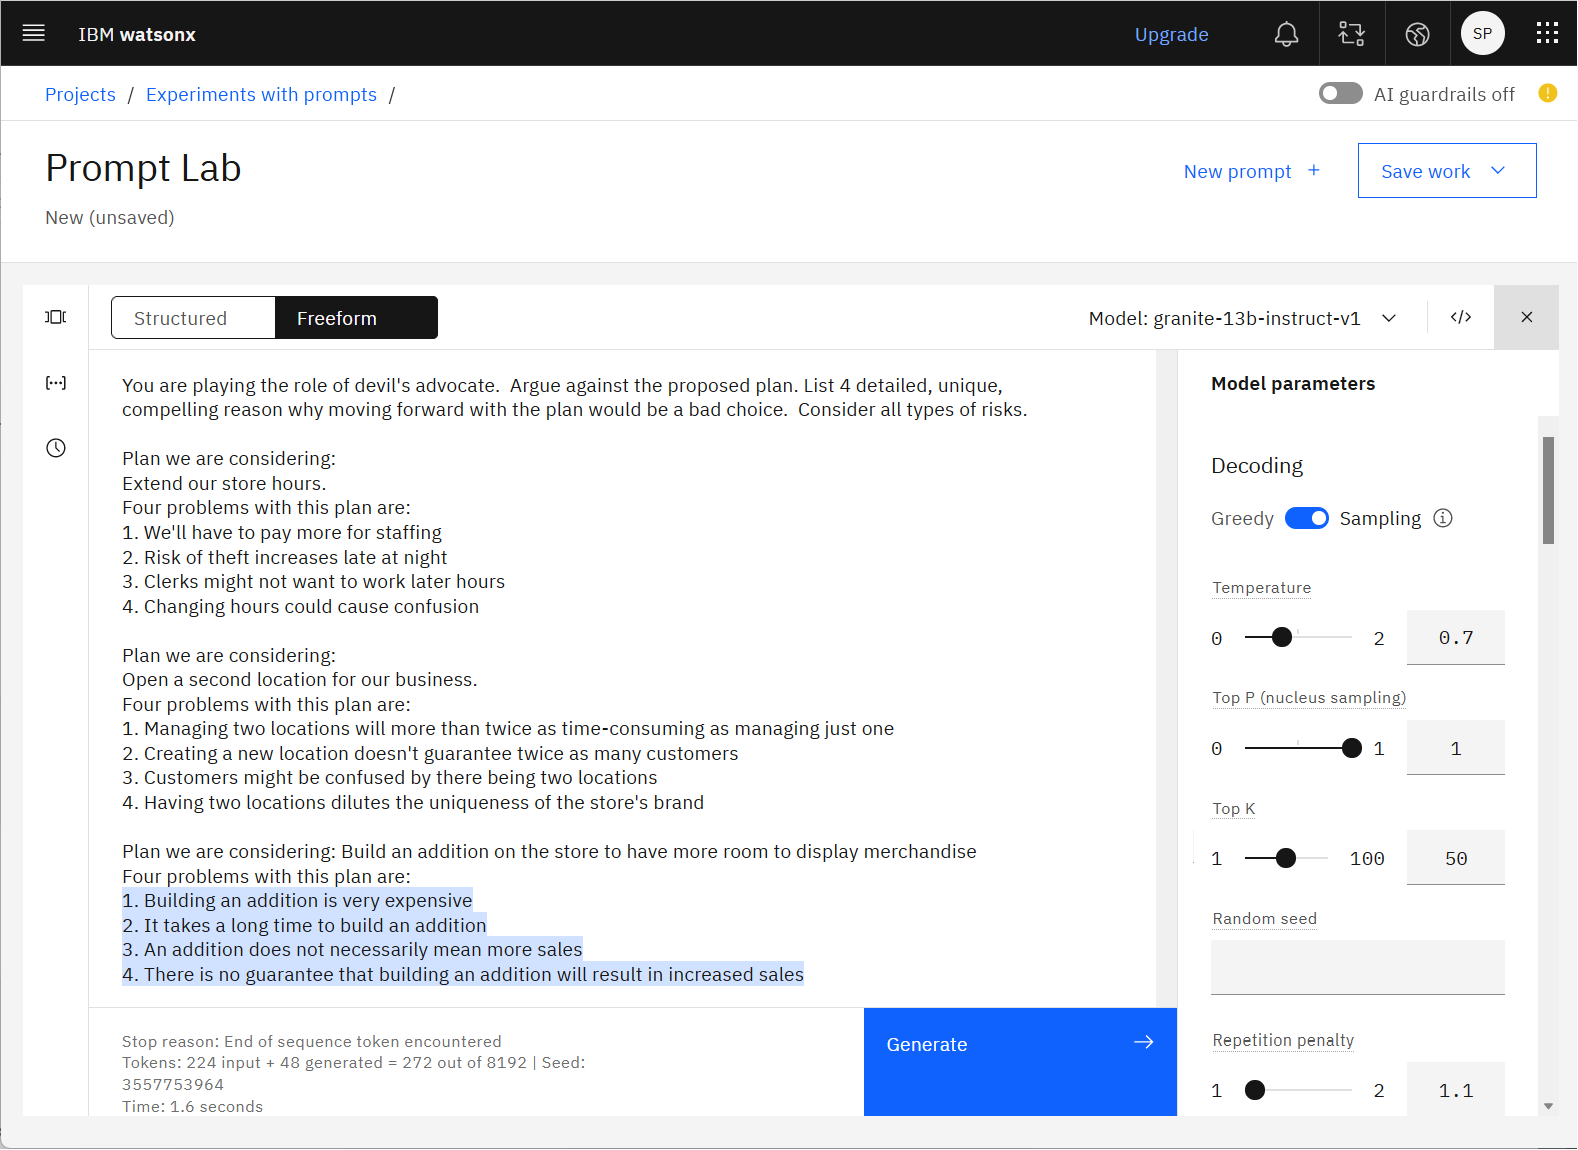 IBM watsonx
Upgrade
SP
Projects / Experiments with prompts /
AI guardrails off
Prompt Lab
New prompt +
Save work
New (unsaved)
Structured
Freeform
Model: granite-13b-instruct-v1
</>
You are playing the role of devil's advocate.  Argue against the proposed plan. List 4 detailed, unique,
compelling reason why moving forward with the plan would be a bad choice.  Consider all types of risks.
Plan we are considering:
Extend our store hours.
Four problems with this plan are:
1. We'll have to pay more for staffing
2. Risk of theft increases late at night
3. Clerks might not want to work later hours
4. Changing hours could cause confusion
Plan we are considering:
Open a second location for our business.
Four problems with this plan are:
1. Managing two locations will more than twice as time-consuming as managing just one
2. Creating a new location doesn't guarantee twice as many customers
3. Customers might be confused by there being two locations
4. Having two locations dilutes the uniqueness of the store's brand
Plan we are considering: Build an addition on the store to have more room to display merchandise
Four problems with this plan are:
1. Building an addition is very expensive
2. It takes a long time to build an addition
3. An addition does not necessarily mean more sales
4. There is no guarantee that building an addition will result in increased sales
Stop reason: End of sequence token encountered
Tokens: 224 input + 48 generated = 272 out of 8192 | Seed:
3557753964
Time: 1.6 seconds
Generate
Model parameters
Decoding
Greedy
Sampling
Temperature
0
2
0.7
Top P (nucleus sampling)
0
1
1
Top K
1
100
50
Random seed
Repetition penalty
1
2
1.1